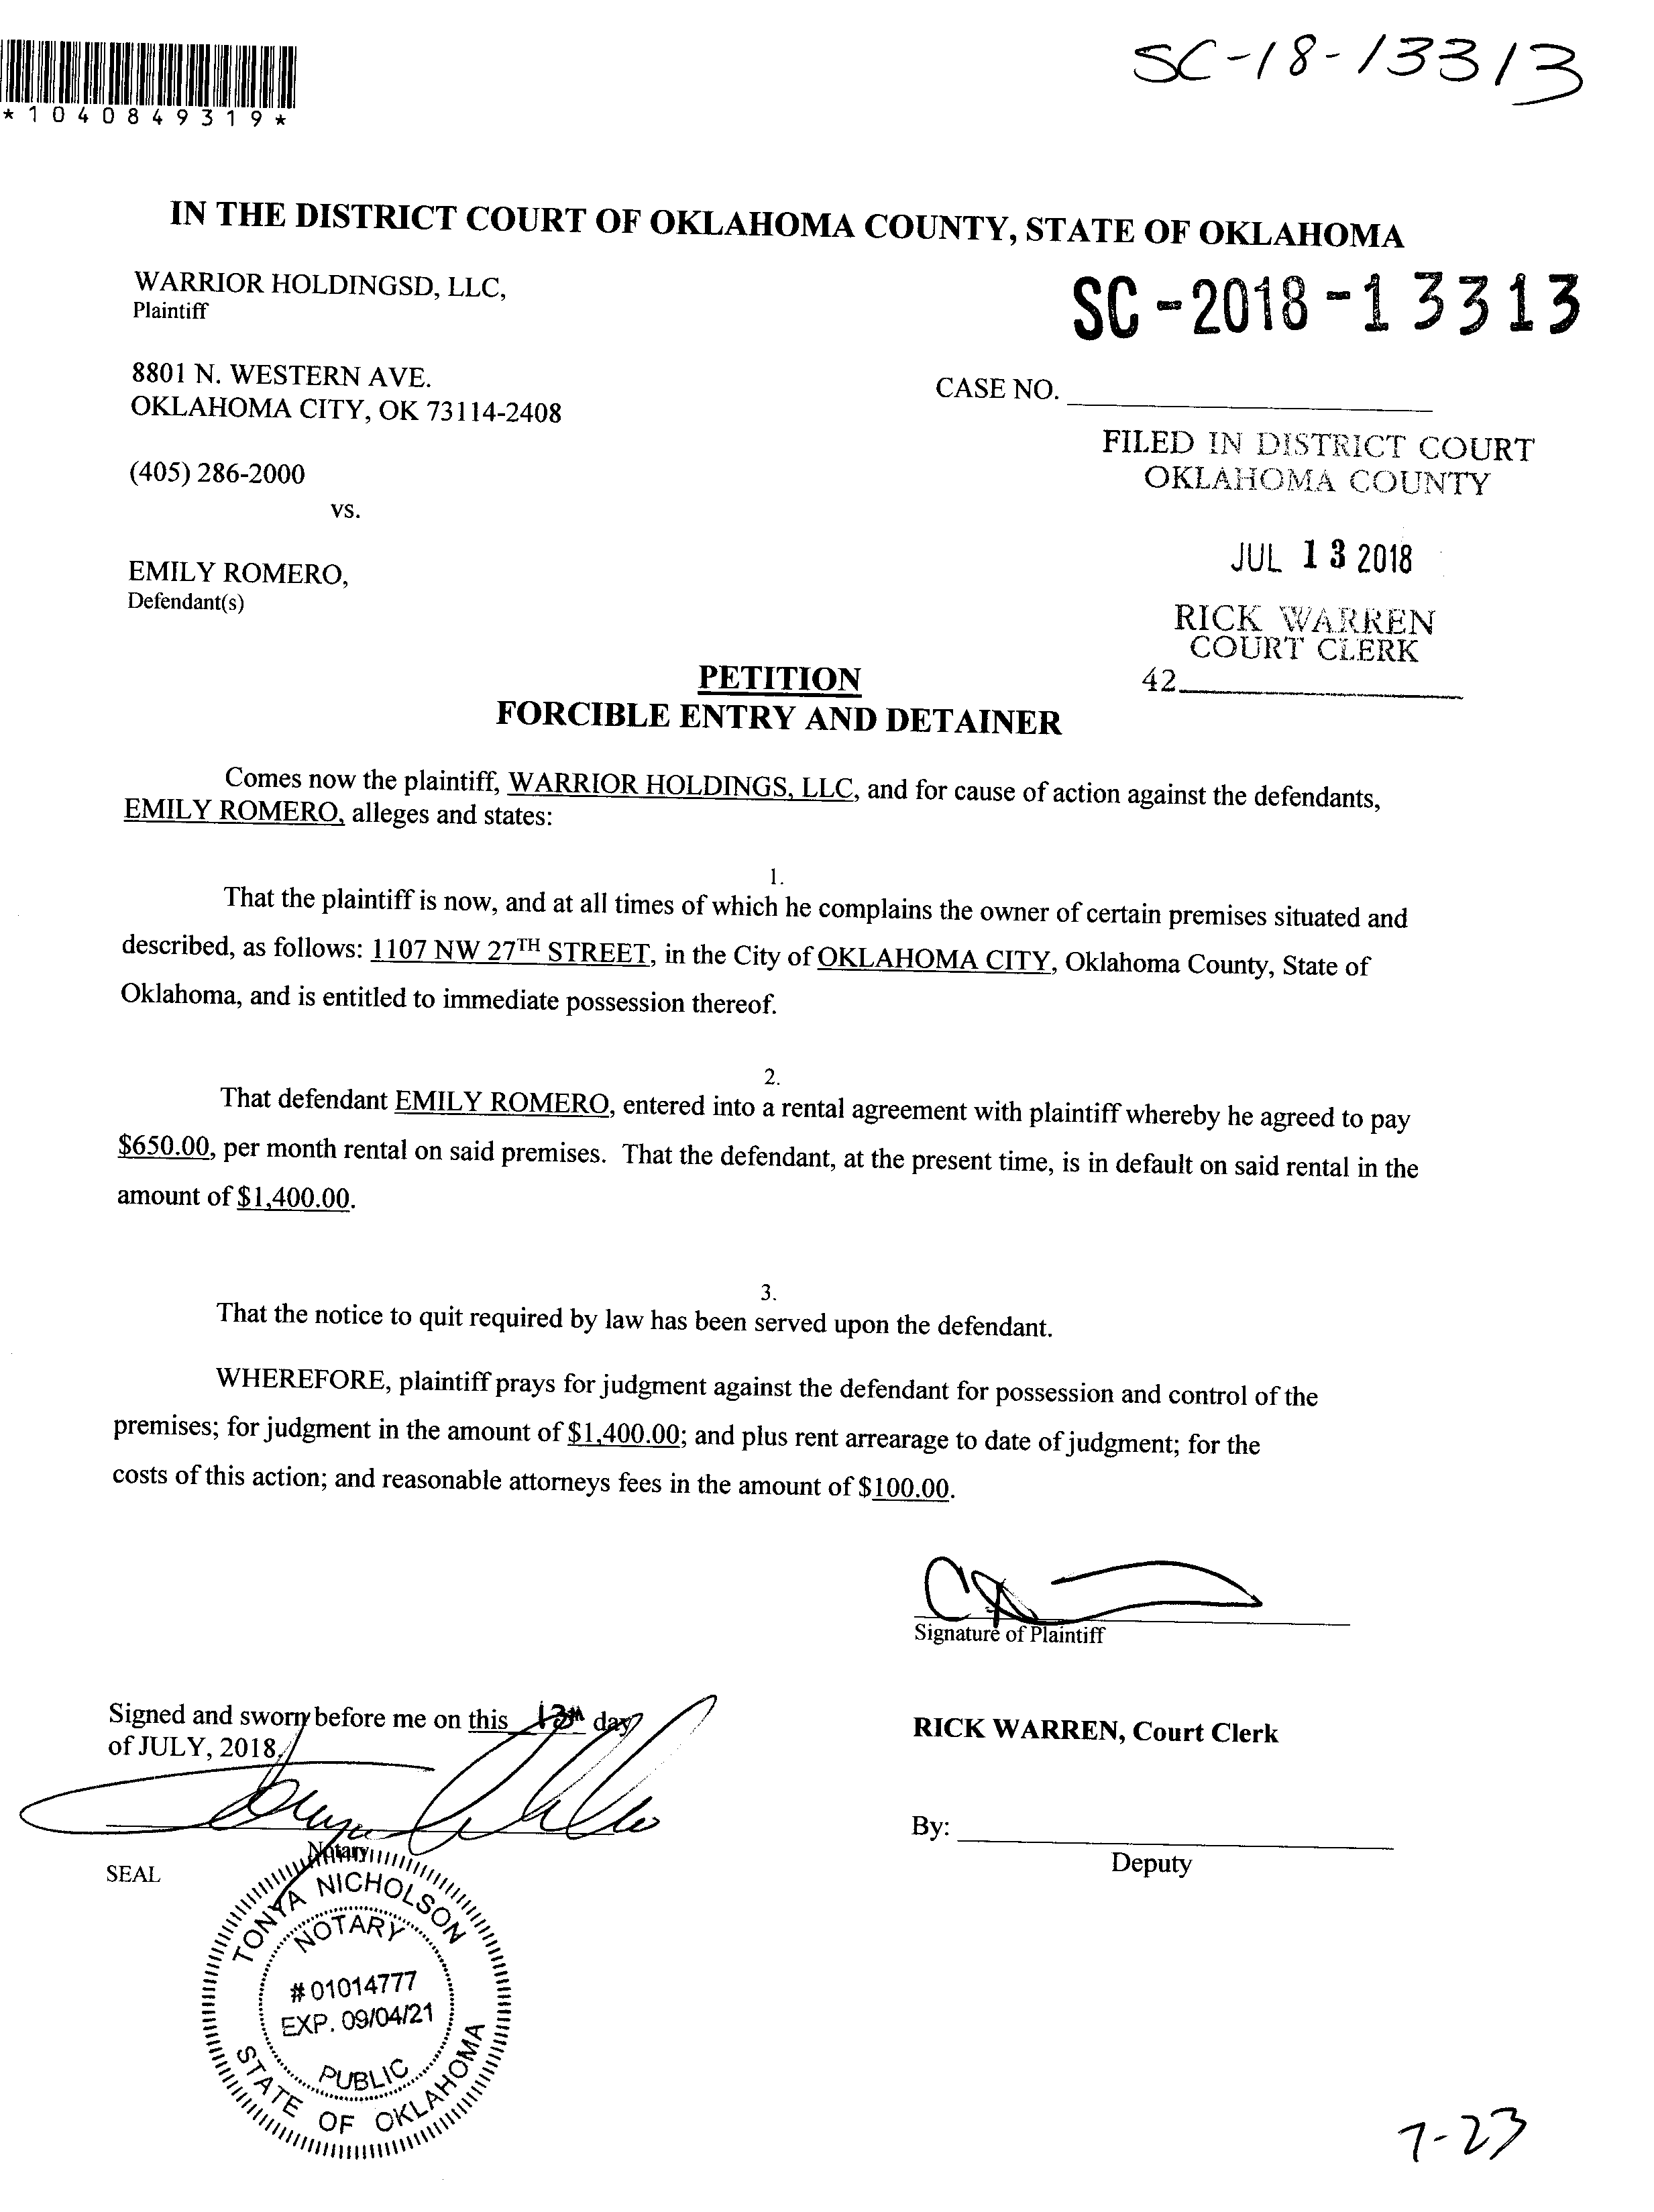 SC-18-13313
*1040849319*
IN THE DISTRICT COURT OF OKLAHOMA COUNTY, STATE OF OKLAHOMA
WARRIOR HOLDINGSD, LLC,
Plaintiff
SC-2018-13313
8801 N. WESTERN AVE.
OKLAHOMA CITY, OK 73114-2408
CASE NO.
FILED IN DISTRICT COURT
OKLAHOMA COUNTY
(405) 286-2000
vs.
JUL 13 2018
EMILY ROMERO,
Defendant(s)
RICK WARREN
COURT CLERK
42
PETITION
FORCIBLE ENTRY AND DETAINER
Comes now the plaintiff, WARRIOR HOLDINGS, LLC, and for cause of action against the defendants,
EMILY ROMERO, alleges and states:
1.
That the plaintiff is now, and at all times of which he complains the owner of certain premises situated and
described, as follows: 1107 NW 27TH STREET, in the City of OKLAHOMA CITY, Oklahoma County, State of
Oklahoma, and is entitled to immediate possession thereof.
2.
That defendant EMILY ROMERO, entered into a rental agreement with plaintiff whereby he agreed to pay
$650.00, per month rental on said premises. That the defendant, at the present time, is in default on said rental in the
amount of $1,400.00.
3.
That the notice to quit required by law has been served upon the defendant.
WHEREFORE, plaintiff prays for judgment against the defendant for possession and control of the
premises; for judgment in the amount of $1,400.00; and plus rent arrearage to date of judgment; for the
costs of this action; and reasonable attorneys fees in the amount of $100.00.
Signature of Plaintiff
Signed and sworn before me on this 13th day
of JULY, 2018.
RICK WARREN, Court Clerk
By:
Deputy
Notary
SEAL
TONYA NICHOLSON
NOTARY
# 01014777
EXP. 09/04/21
PUBLIC
STATE OF OKLAHOMA
7-23